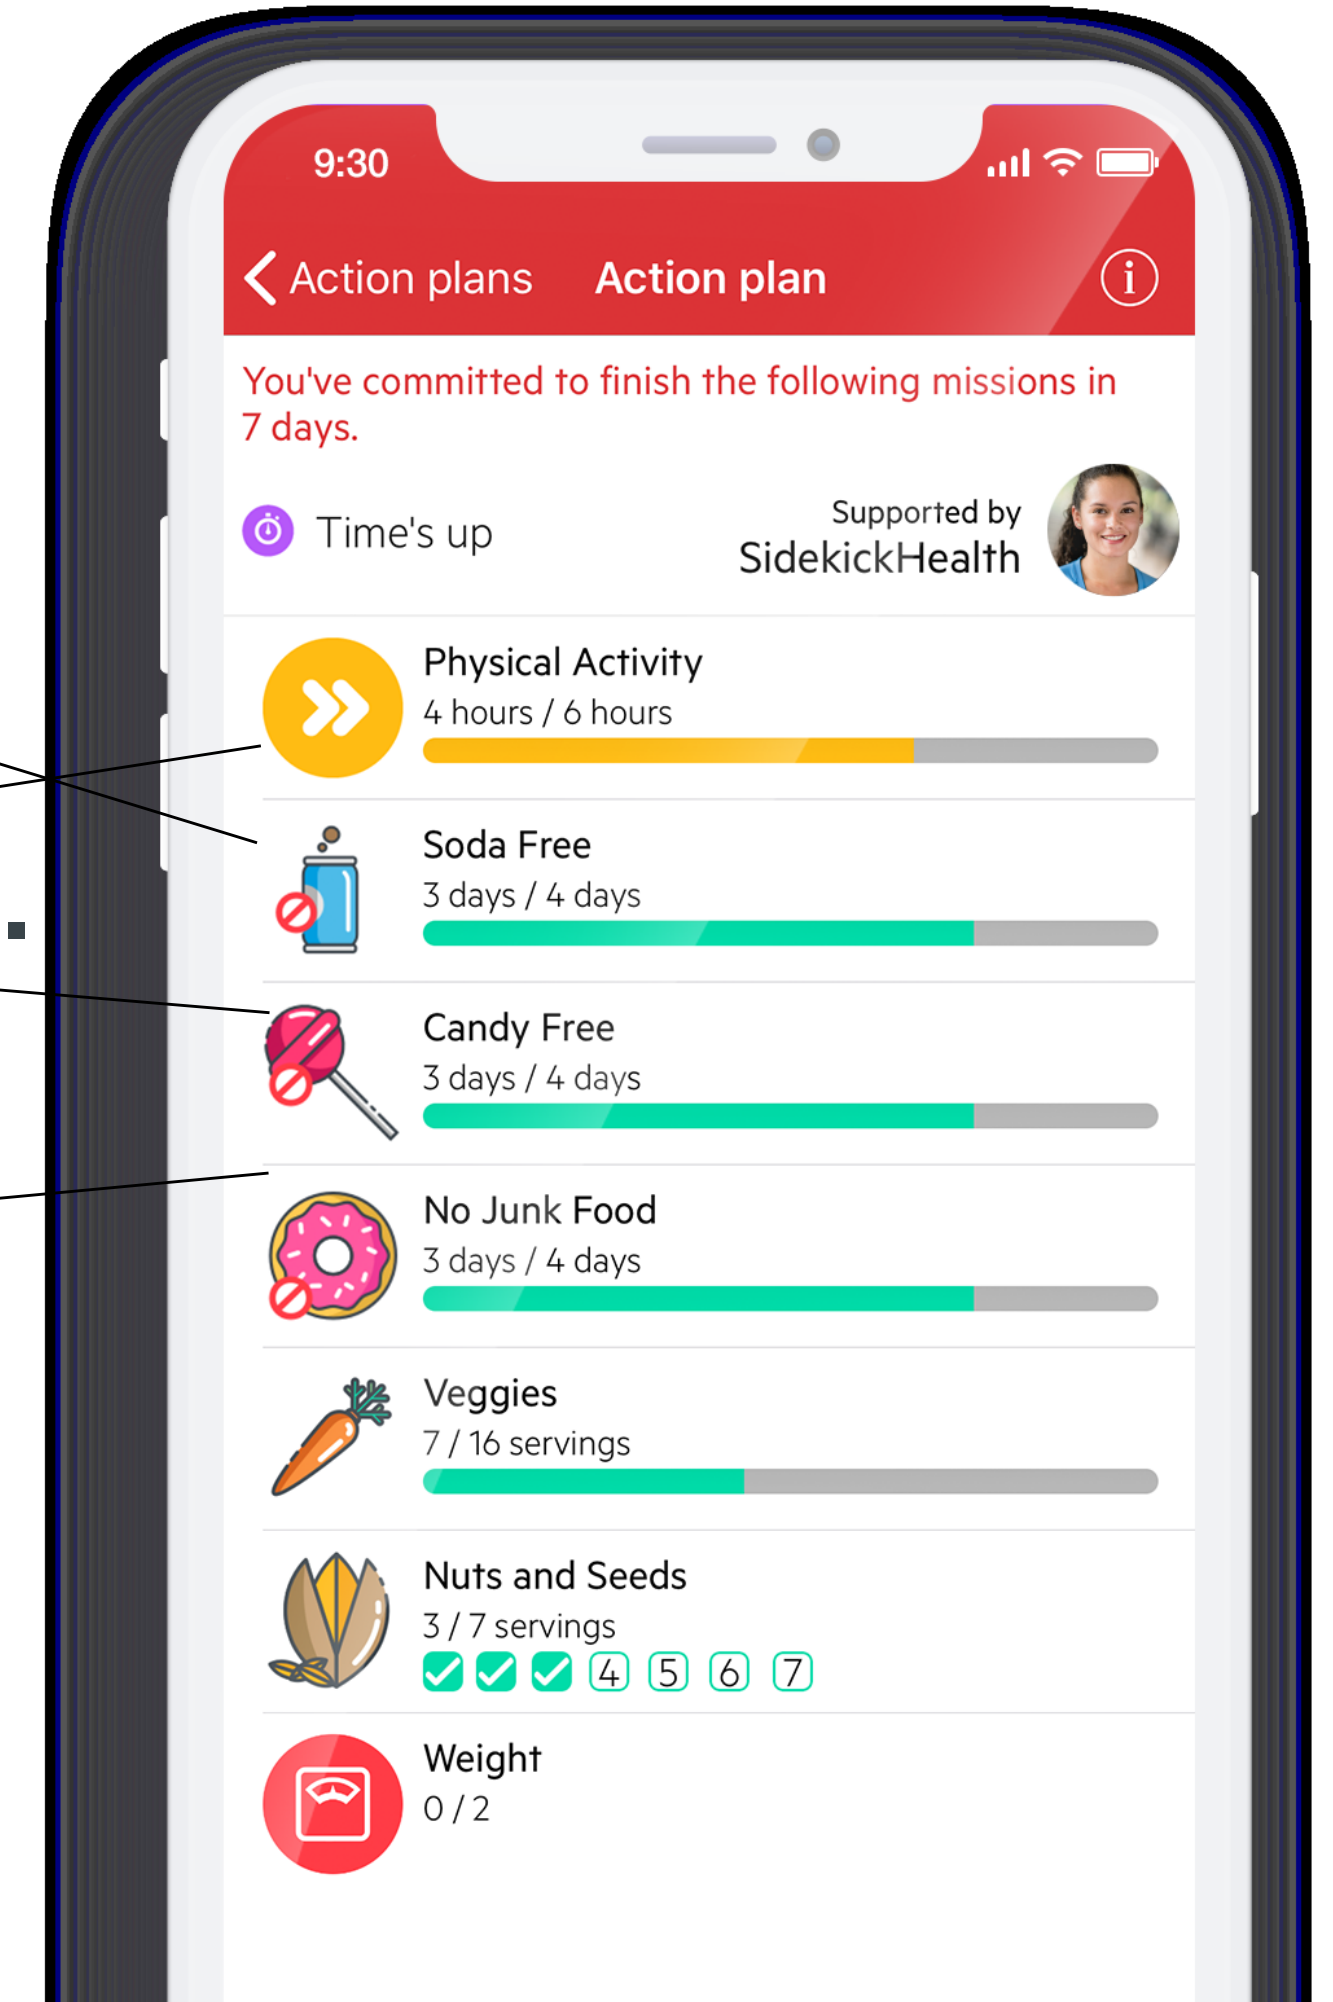 9:30
Action plans Action plan i
You've committed to finish the following missions in
7 days.
Time's up
Supported by
SidekickHealth
Physical Activity
4 hours / 6 hours
Soda Free
3 days / 4 days
Candy Free
3 days / 4 days
No Junk Food
3 days / 4 days
Veggies
7 / 16 servings
Nuts and Seeds
3 / 7 servings
4 5 6 7
Weight
0 / 2